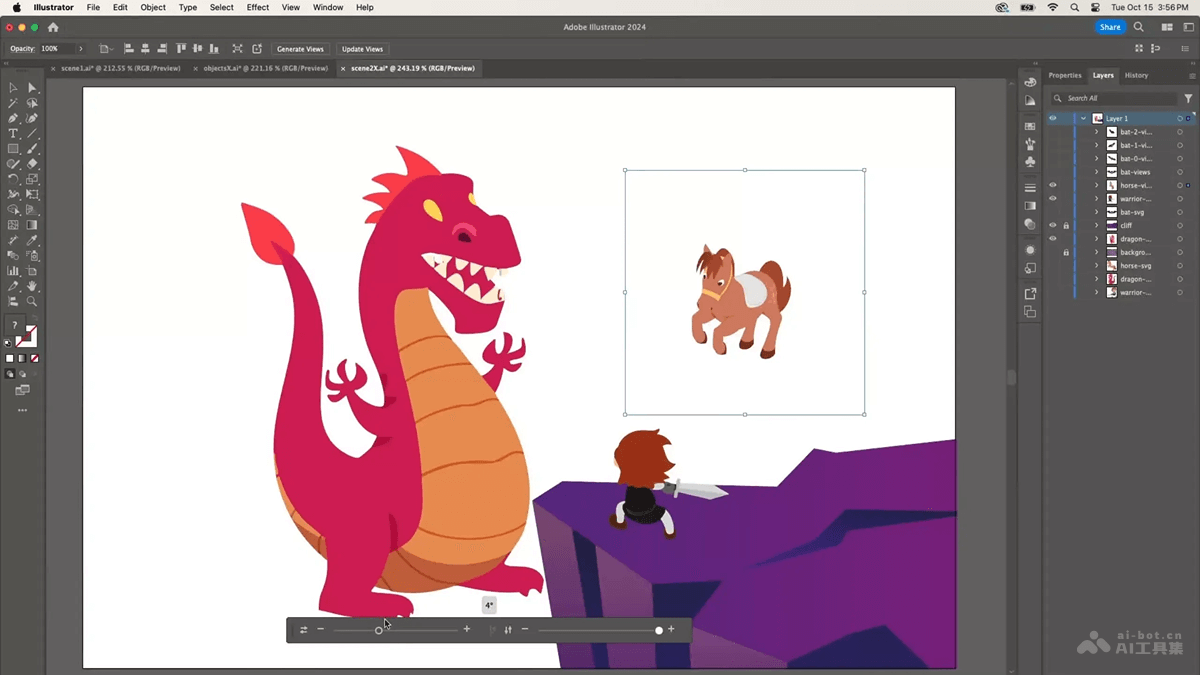 Illustrator File Edit Object Type Select Effect View Window Help
Tue Oct 15 3:56 PM
Adobe Illustrator 2024
Share
Opacity: 100%
Generate Views
Update Views
scene1.ai* @ 212.55 % (RGB/Preview)
objectsX.ai* @ 221.16 % (RGB/Preview)
scene2X.ai* @ 243.19 % (RGB/Preview)
Properties Layers History
Search All
Layer 1
bat-2-vi...
bat-1-vi...
bat-0-vi...
bat-views
horse-vi...
warrior-...
bat-svg
cliff
dragon-...
backgro...
horse-svg
dragon-...
warrior-...
?
4°
ai-bot.cn
AI工具集